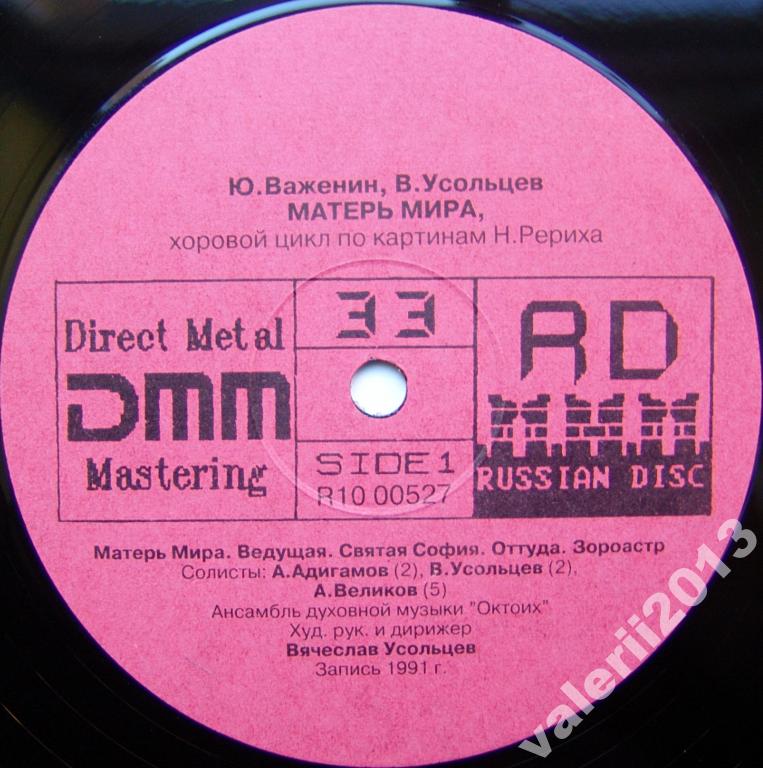 Ю.Важенин, В.Усольцев
МАТЕРЬ МИРА,
хоровой цикл по картинам Н.Рериха
Direct Metal
DMM
Mastering
33
SIDE 1
R10 00527
RD
RUSSIAN DISC
Матерь Мира. Ведущая. Святая София. Оттуда. Зороастр
Солисты: А.Адигамов (2), В.Усольцев (2),
А.Великов (5)
Ансамбль духовной музыки "Октоих"
Худ. рук. и дирижер
Вячеслав Усольцев
Запись 1991 г.
valerii2013